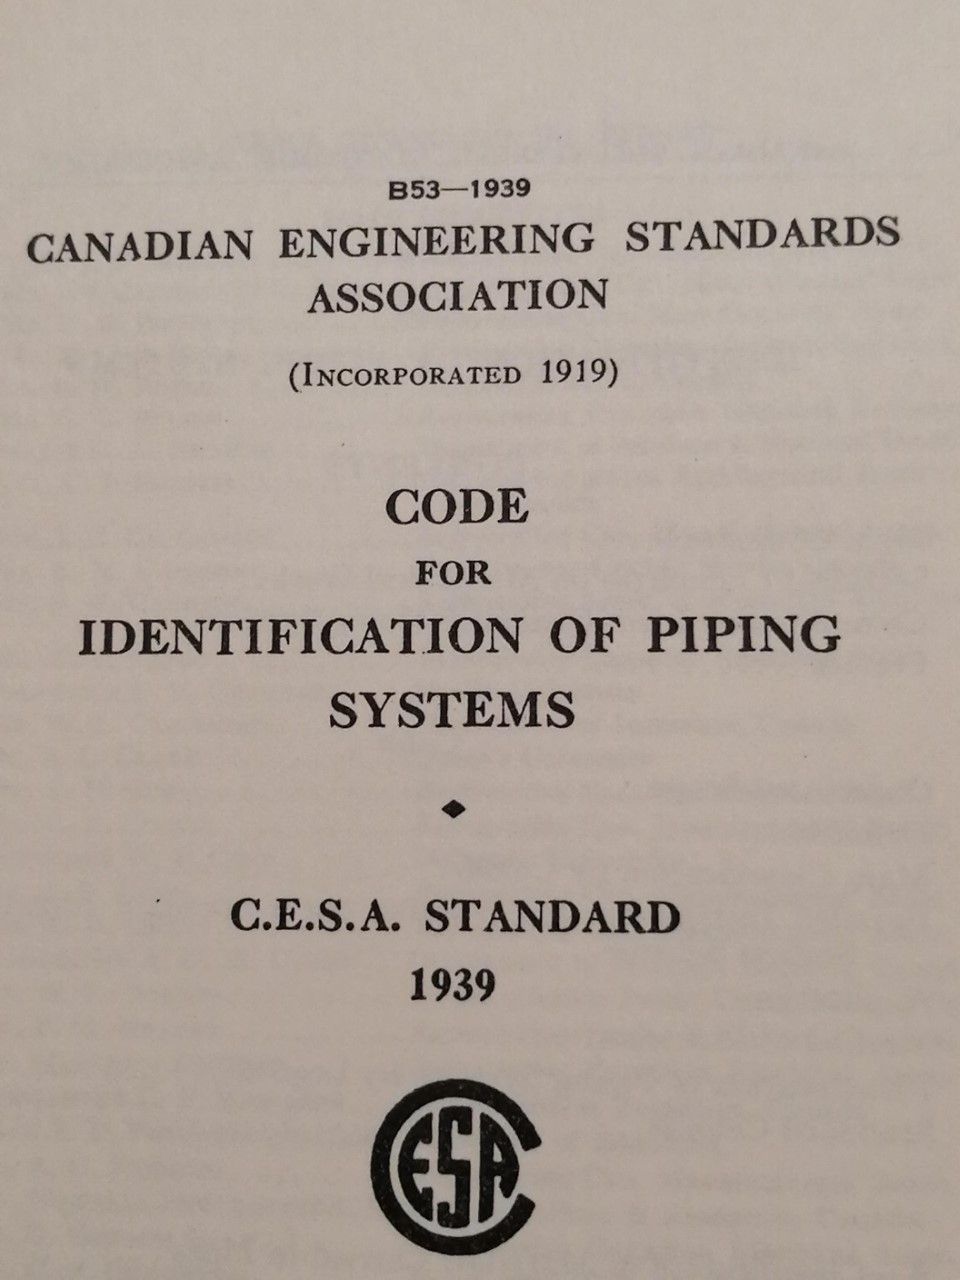 B53—1939
CANADIAN ENGINEERING STANDARDS
ASSOCIATION
(INCORPORATED 1919)
CODE
FOR
IDENTIFICATION OF PIPING
SYSTEMS
C.E.S.A. STANDARD
1939
CESA